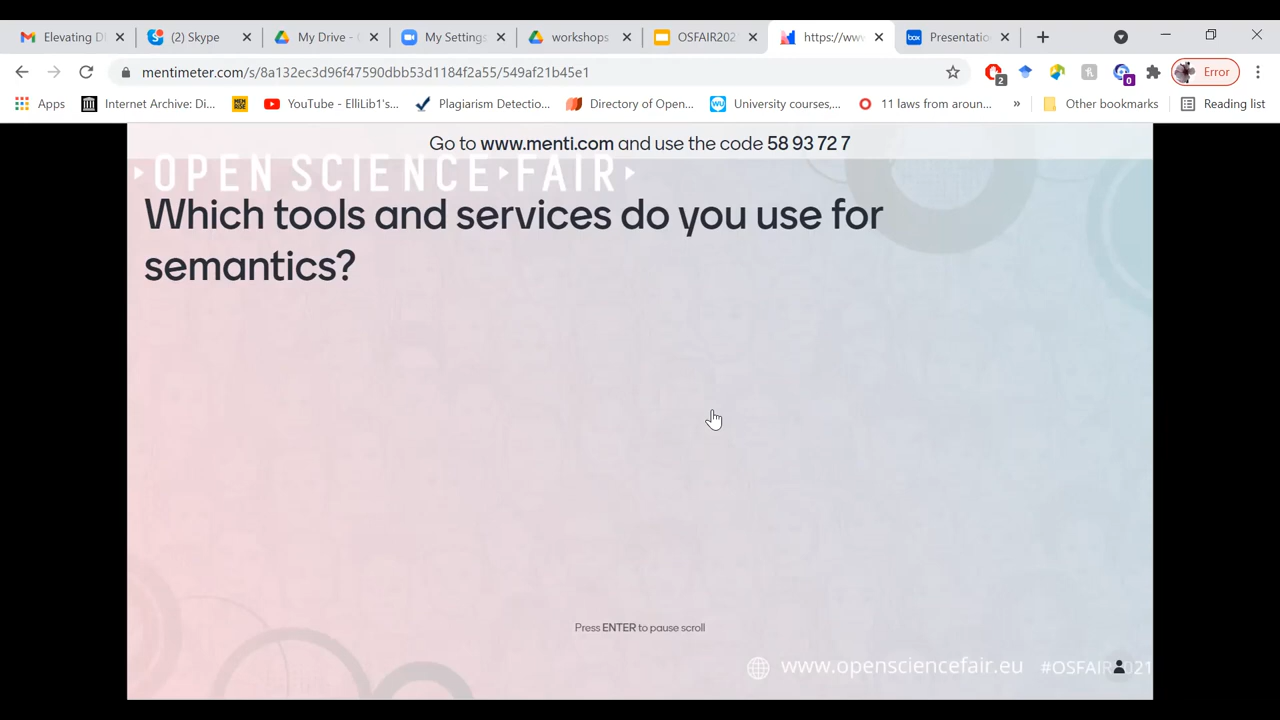 Elevating D
(2) Skype
My Drive -
My Settings
workshops
OSFAIR202
https://ww
Presentatio
mentimeter.com/s/8a132ec3d96f47590dbb53d1184f2a55/549af21b45e1
2
0
Error
Apps
Internet Archive: Di...
YouTube - ElliLib1's...
Plagiarism Detectio...
Directory of Open...
University courses,...
11 laws from aroun...
»
Other bookmarks
Reading list
Go to www.menti.com and use the code 58 93 72 7
OPEN SCIENCE FAIR
Which tools and services do you use for
semantics?
Press ENTER to pause scroll
www.opensciencefair.eu #OSFAIR2021